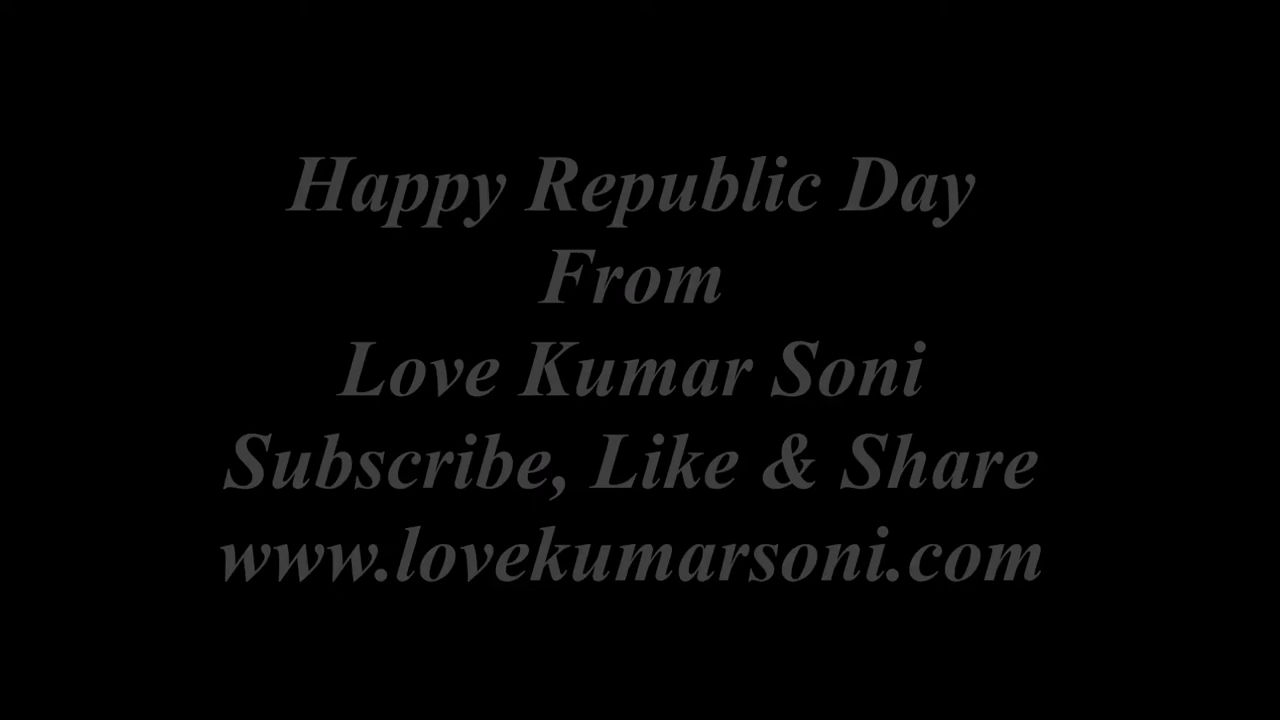 Happy Republic Day
From
Love Kumar Soni
Subscribe, Like & Share
www.lovekumarsoni.com